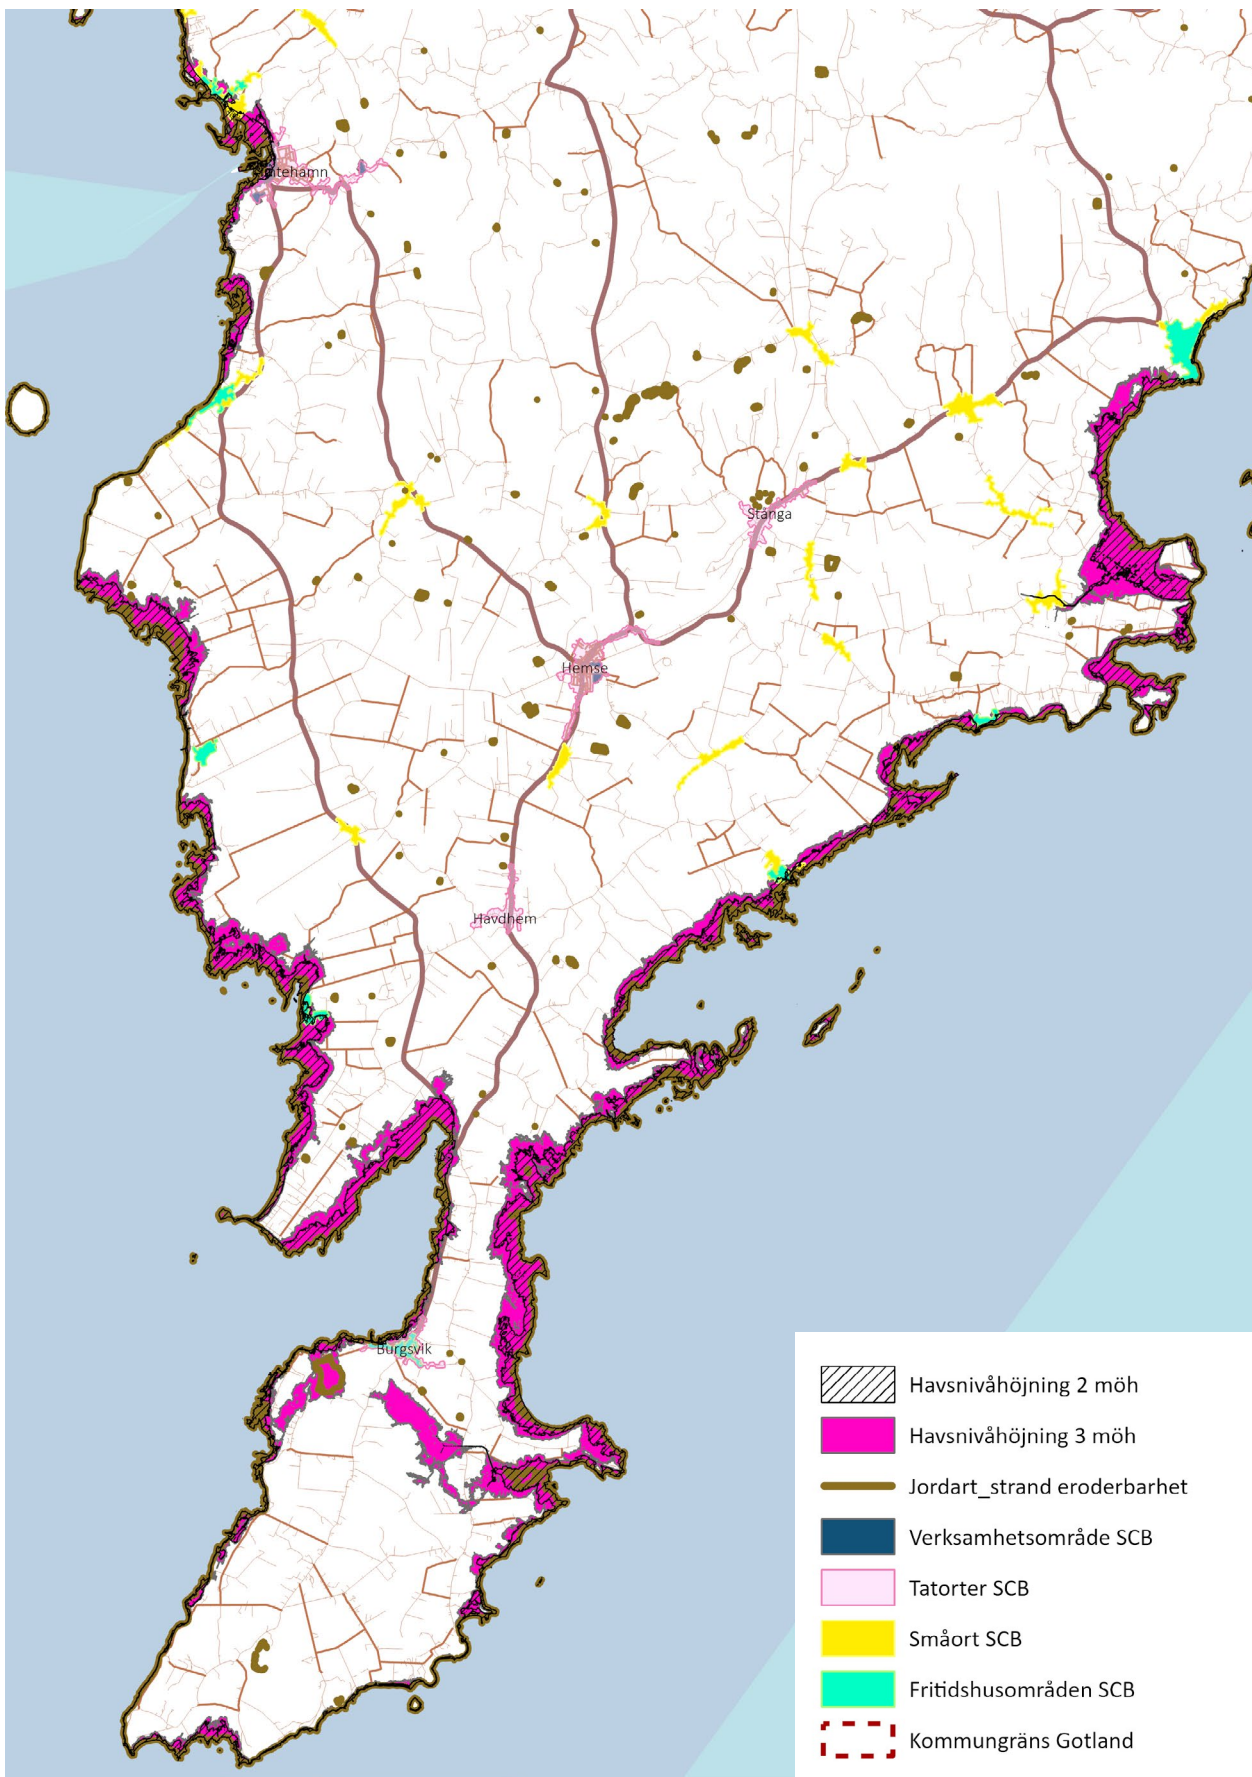 Stånga
Hemse
Havdhem
Burgsvik
Havsnivåhöjning 2 möh
Havsnivåhöjning 3 möh
Jordart_strand eroderbarhet
Verksamhetsområde SCB
Tatorter SCB
Småort SCB
Fritidshusområden SCB
Kommungräns Gotland